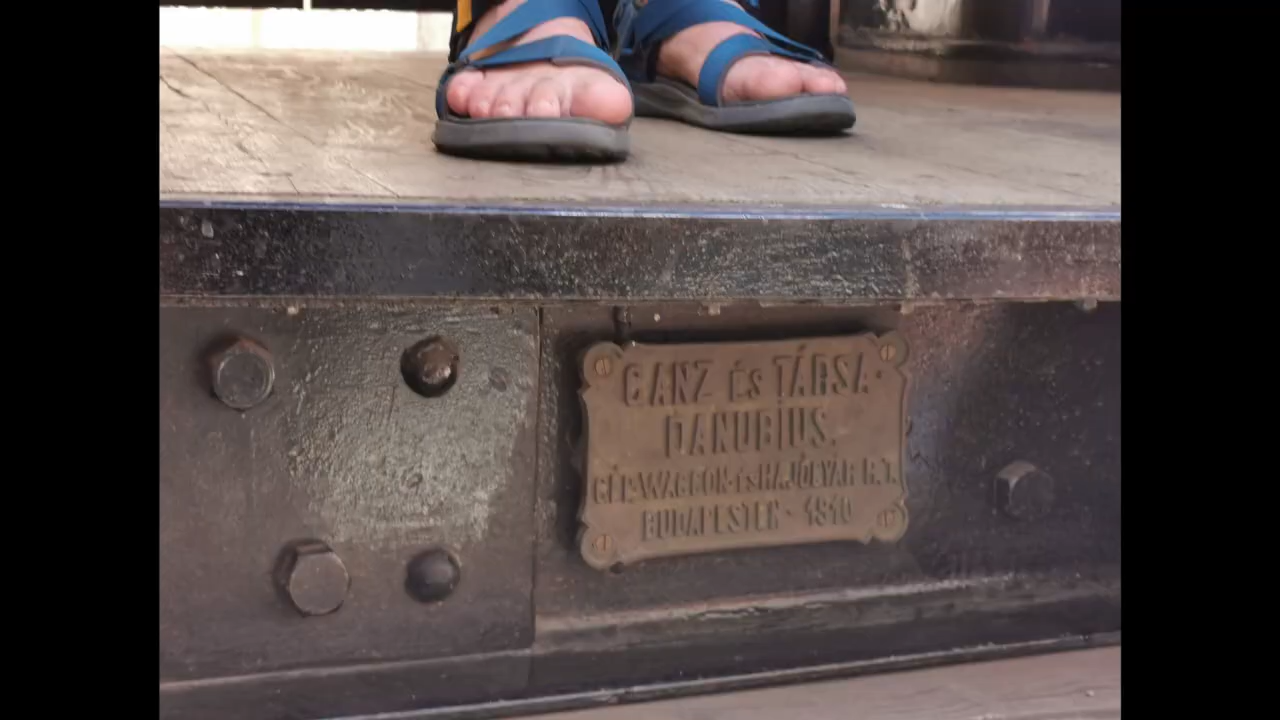 GANZ ÉS TÁRSA-
DANUBIUS.
GÉP-WAGGON-ÉS HAJÓGYÁR R.T.
BUDAPESTEN - 1910